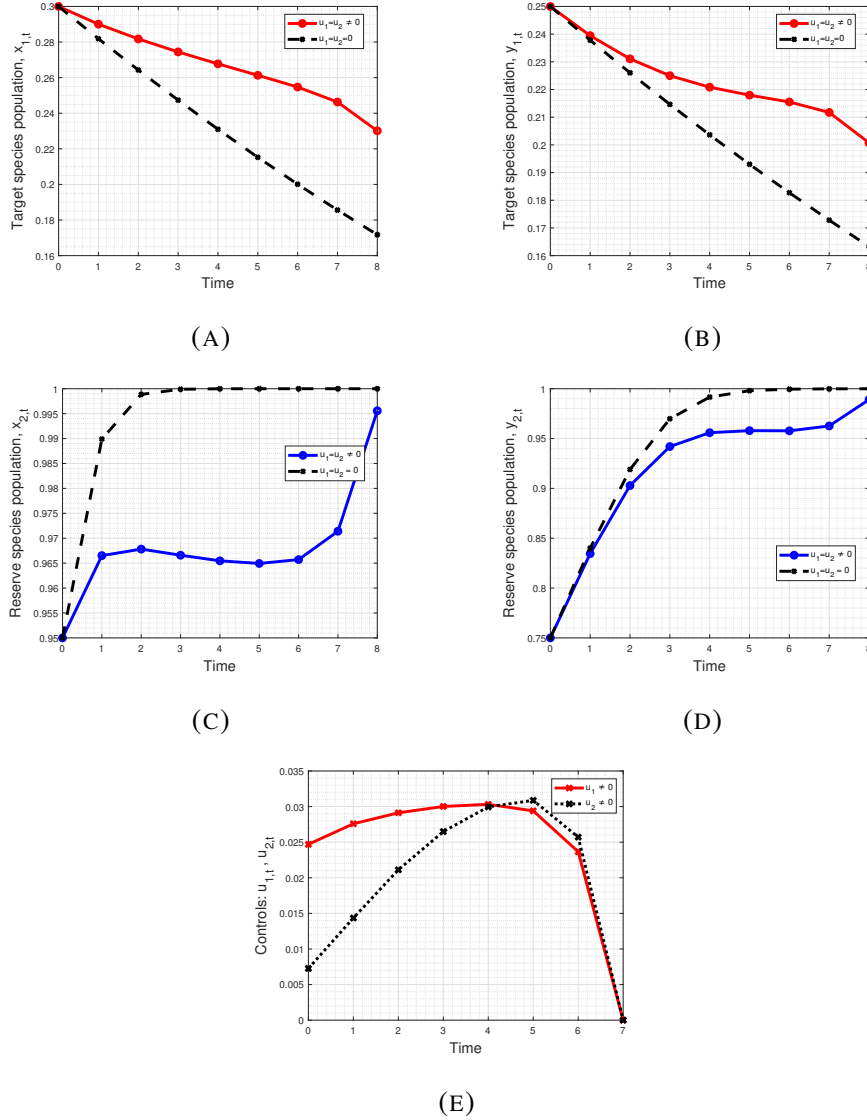 0.3
0.28
0.26
0.24
0.22
0.2
0.18
0.16
0 1 2 3 4 5 6 7 8
Target species population, x1,t
Time
u1=u2 ≠ 0
u1=u2=0
(A)
0.25
0.24
0.23
0.22
0.21
0.2
0.19
0.18
0.17
0.16
0 1 2 3 4 5 6 7 8
Target species population, y1,t
Time
u1=u2 ≠ 0
u1=u2=0
(B)
1
0.995
0.99
0.985
0.98
0.975
0.97
0.965
0.96
0.955
0.95
0 1 2 3 4 5 6 7 8
Reserve species population, x2,t
Time
u1=u2 ≠ 0
u1=u2 = 0
(C)
1
0.95
0.9
0.85
0.8
0.75
0 1 2 3 4 5 6 7 8
Reserve species population, y2,t
Time
u1=u2 ≠ 0
u1=u2 = 0
(D)
0.035
0.03
0.025
0.02
0.015
0.01
0.005
0
0 1 2 3 4 5 6 7
Controls: u1,t , u2,t
Time
u1 ≠ 0
u2 ≠ 0
(E)